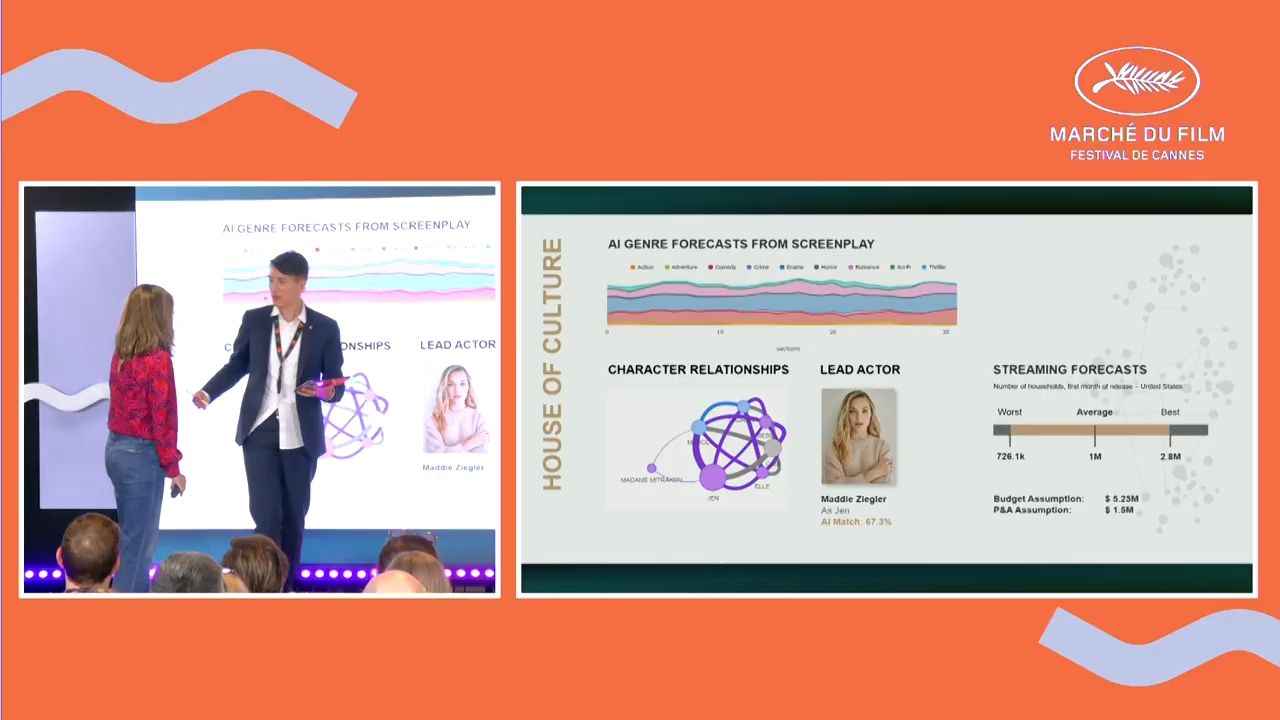 MARCHÉ DU FILM
FESTIVAL DE CANNES
AI GENRE FORECASTS FROM SCREENPLAY
ONSHIPS
LEAD ACTOR
Maddie Ziegler
HOUSE OF CULTURE
AI GENRE FORECASTS FROM SCREENPLAY
Action Adventure Comedy Crime Drama Horror Romance Sci-Fi Thriller
0 10 20 30
sections
CHARACTER RELATIONSHIPS
MADAME MITRAKOV
JEN
ELLE
LEAD ACTOR
Maddie Ziegler
As Jen
AI Match: 67.3%
STREAMING FORECASTS
Number of households, first month of release - United States
Worst Average Best
726.1k 1M 2.8M
Budget Assumption: $ 5.25M
P&A Assumption: $ 1.5M